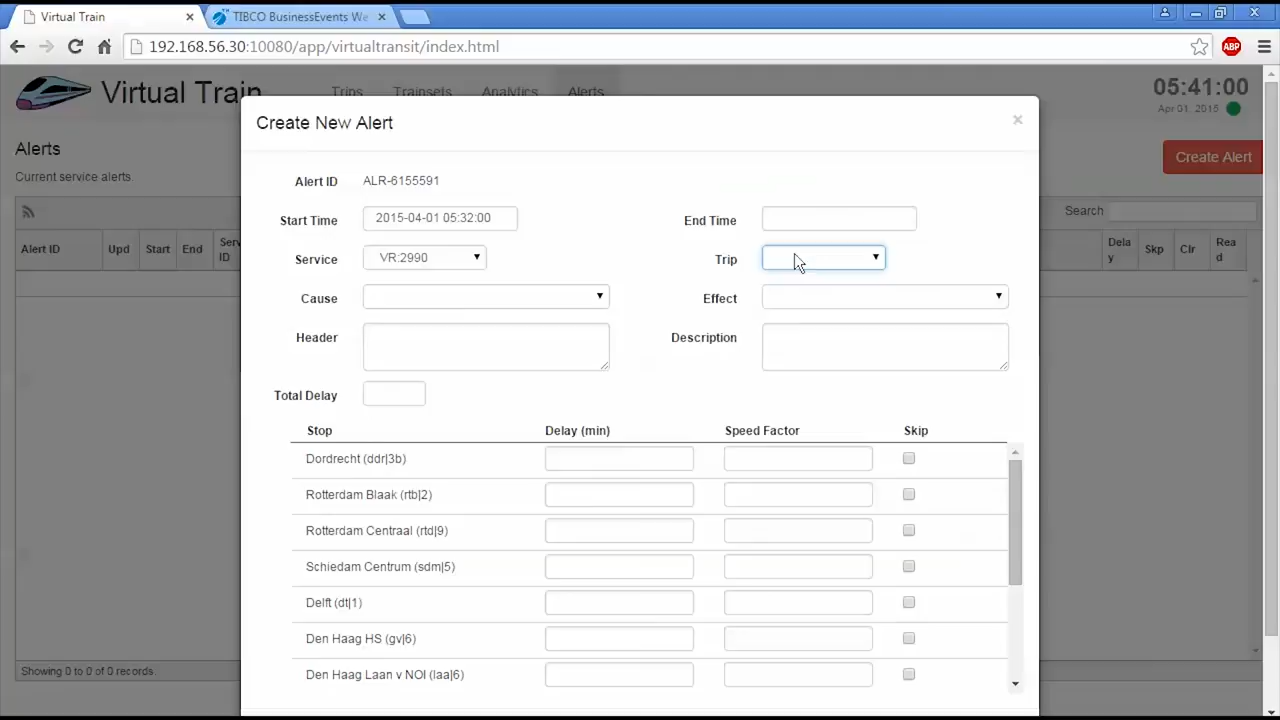 Virtual Train
TIBCO BusinessEvents We
192.168.56.30:10080/app/virtualtransit/index.html
ABP
Virtual Train
Trips
Trainsets
Analytics
Alerts
05:41:00
Apr 01, 2015
Alerts
Current service alerts.
Create Alert
Search
Alert ID
Upd
Start
End
Serv
ID
Dela
y
Skp
Clr
Rea
d
Showing 0 to 0 of 0 records.
Create New Alert
×
Alert ID ALR-6155591
Start Time 2015-04-01 05:32:00 End Time
Service VR:2990 Trip
Cause Effect
Header Description
Total Delay
Stop Delay (min) Speed Factor Skip
Dordrecht (ddr|3b)
Rotterdam Blaak (rtb|2)
Rotterdam Centraal (rtd|9)
Schiedam Centrum (sdm|5)
Delft (dt|1)
Den Haag HS (gv|6)
Den Haag Laan v NOI (laa|6)